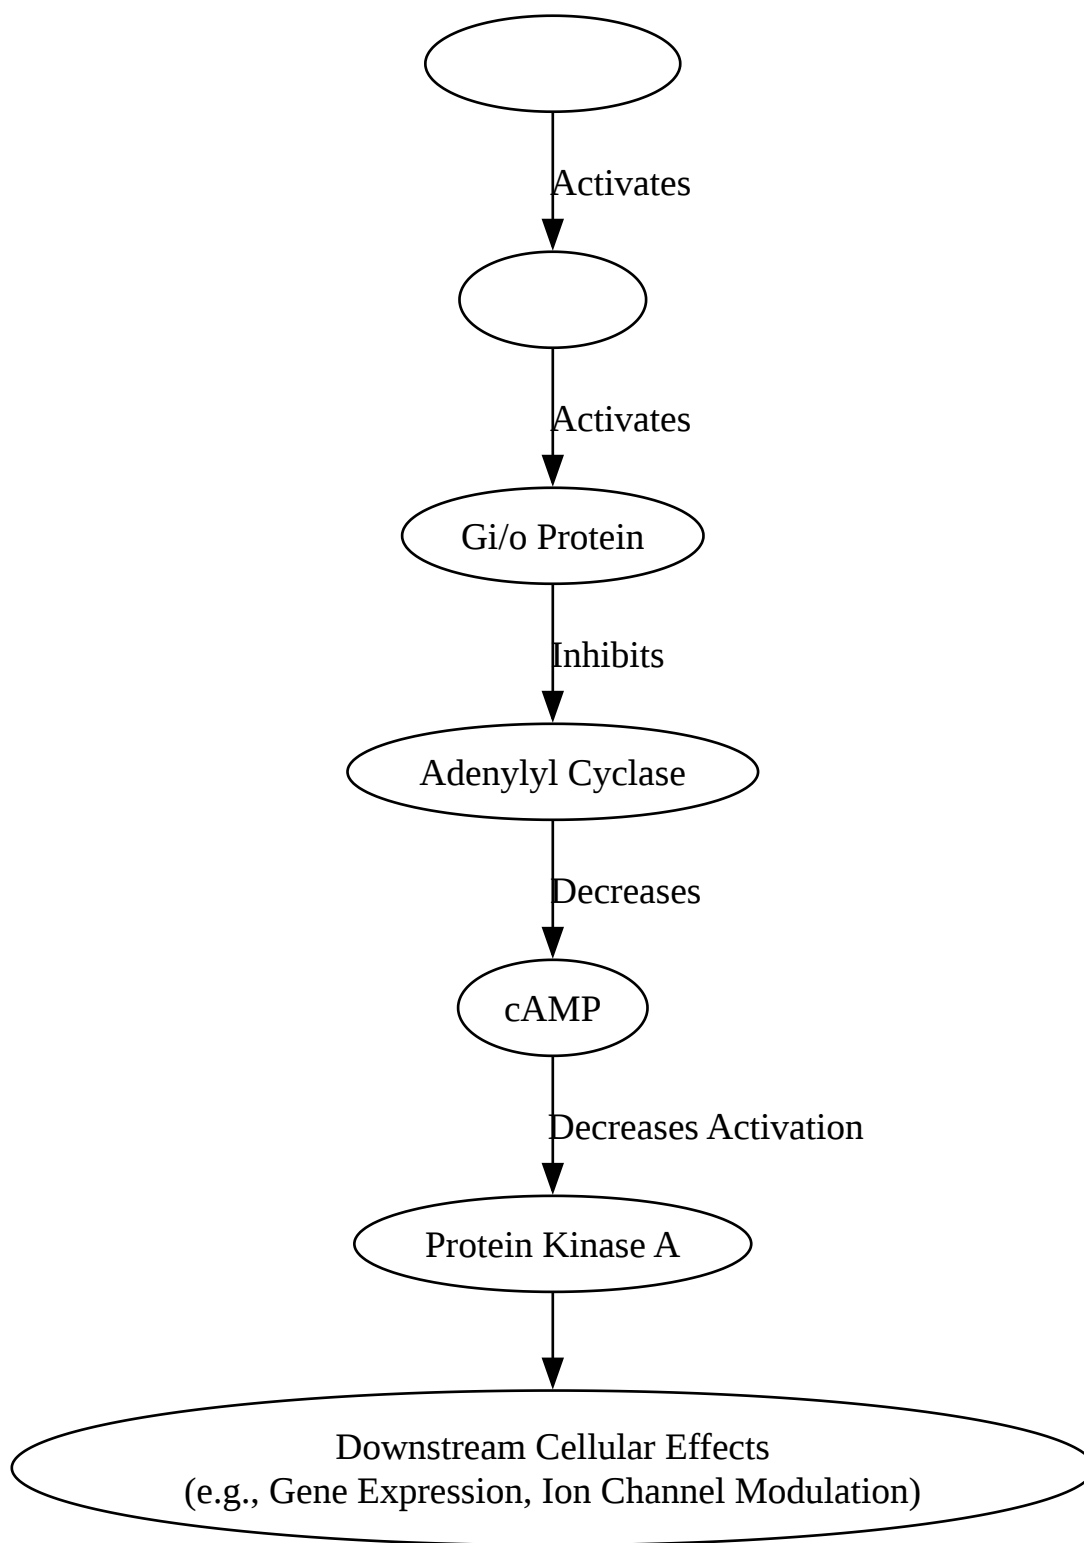 Activates
Activates
Gi/o Protein
Inhibits
Adenylyl Cyclase
Decreases
cAMP
Decreases Activation
Protein Kinase A
Downstream Cellular Effects
(e.g., Gene Expression, Ion Channel Modulation)